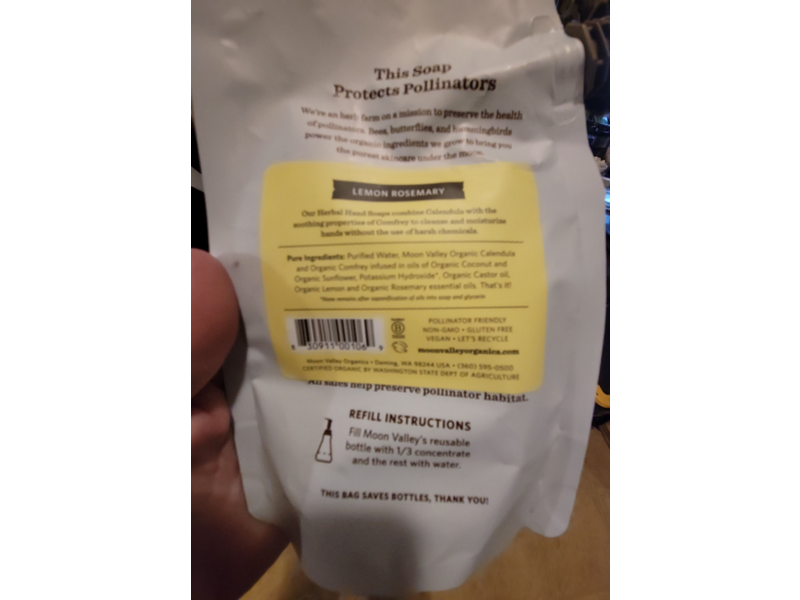 This Soap
Protects Pollinators
We're an herb farm on a mission to preserve the health
of pollinators. Bees, butterflies, and hummingbirds
power the organic ingredients we grow to bring you
the purest skincare under the moon.
LEMON ROSEMARY
Our Herbal Hand Soaps combine Calendula with the
soothing properties of Comfrey to cleanse and moisturize
hands without the use of harsh chemicals.
Pure Ingredients: Purified Water, Moon Valley Organic Calendula
and Organic Comfrey infused in oils of Organic Coconut and
Organic Sunflower, Potassium Hydroxide*, Organic Castor oil,
Organic Lemon and Organic Rosemary essential oils. That's it!
*None remains after saponification of oils into soap and glycerin
POLLINATOR FRIENDLY
NON-GMO • GLUTEN FREE
VEGAN • LET'S RECYCLE
moonvalleyorganics.com
8 50911 00106 9
Moon Valley Organics • Deming, WA 98244 USA • (360) 595-0500
CERTIFIED ORGANIC BY WASHINGTON STATE DEPT OF AGRICULTURE
All sales help preserve pollinator habitat.
REFILL INSTRUCTIONS
Fill Moon Valley's reusable
bottle with 1/3 concentrate
and the rest with water.
THIS BAG SAVES BOTTLES, THANK YOU!